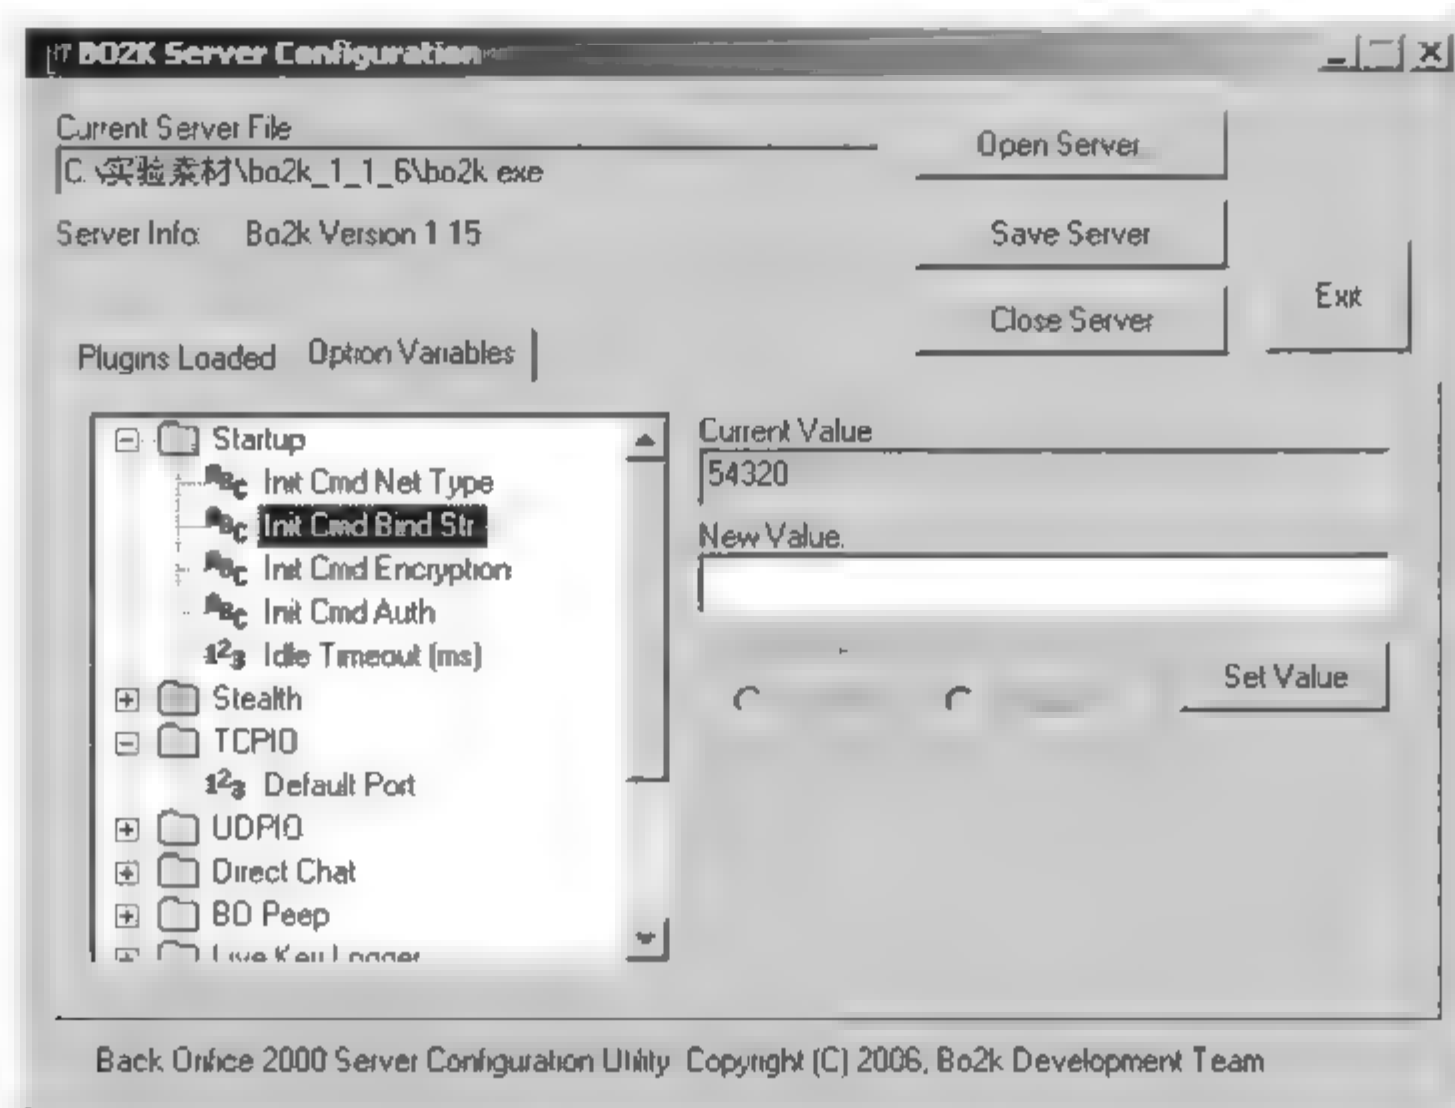 BO2K Server Configuration
Current Server File
C:\实验素材\bo2k_1_1_6\bo2k.exe
Open Server
Server Info: Bo2k Version 1 15
Save Server
Exit
Close Server
Plugins Loaded
Option Variables
Startup
Init Cmd Net Type
Init Cmd Bind Str
Init Cmd Encryption
Init Cmd Auth
Idle Timeout (ms)
Stealth
TCPIO
Default Port
UDPIO
Direct Chat
BO Peep
Live Key Logger
Current Value
54320
New Value:
Set Value
Back Orifice 2000 Server Configuration Utility Copyright (C) 2006, Bo2k Development Team